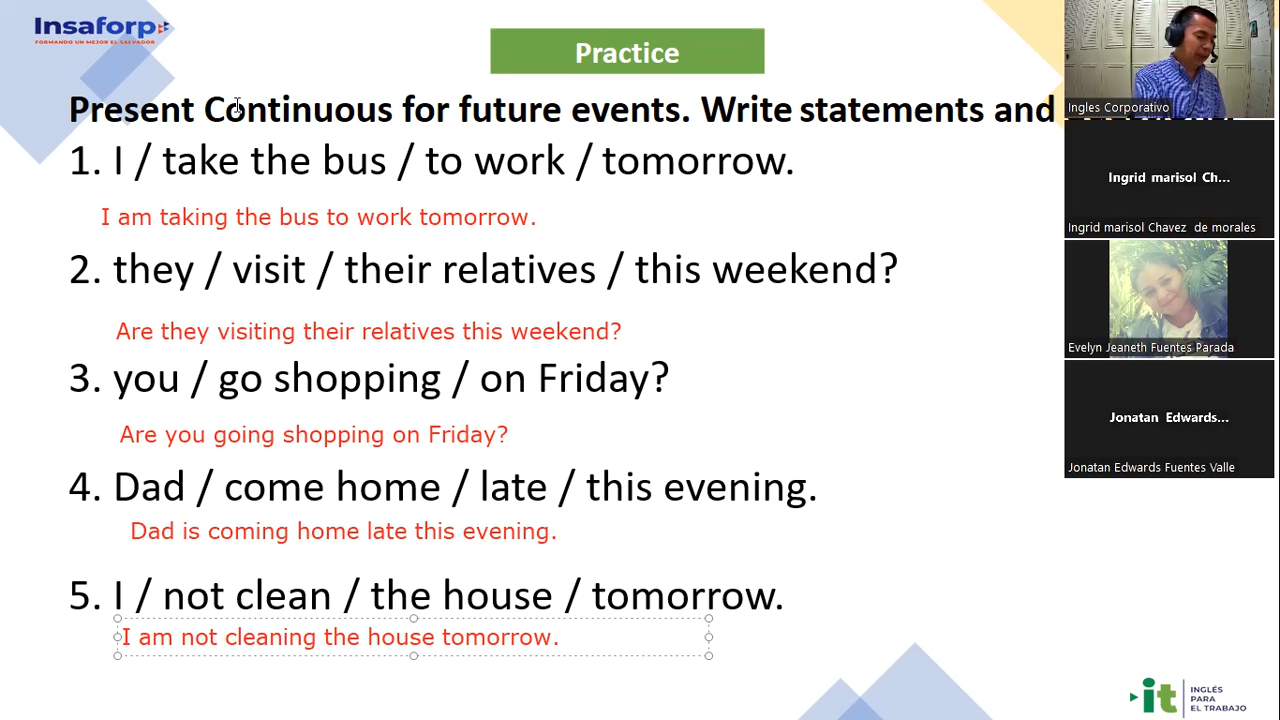 Insaforp
FORMANDO UN MEJOR EL SALVADOR
Practice
Present Continuous for future events. Write statements and
1. I / take the bus / to work / tomorrow.
I am taking the bus to work tomorrow.
2. they / visit / their relatives / this weekend?
Are they visiting their relatives this weekend?
3. you / go shopping / on Friday?
Are you going shopping on Friday?
4. Dad / come home / late / this evening.
Dad is coming home late this evening.
5. I / not clean / the house / tomorrow.
I am not cleaning the house tomorrow.
Ingles Corporativo
Ingrid marisol Ch...
Ingrid marisol Chavez de morales
Evelyn Jeaneth Fuentes Parada
Jonatan Edwards...
Jonatan Edwards Fuentes Valle
it
INGLÉS
PARA
EL TRABAJO